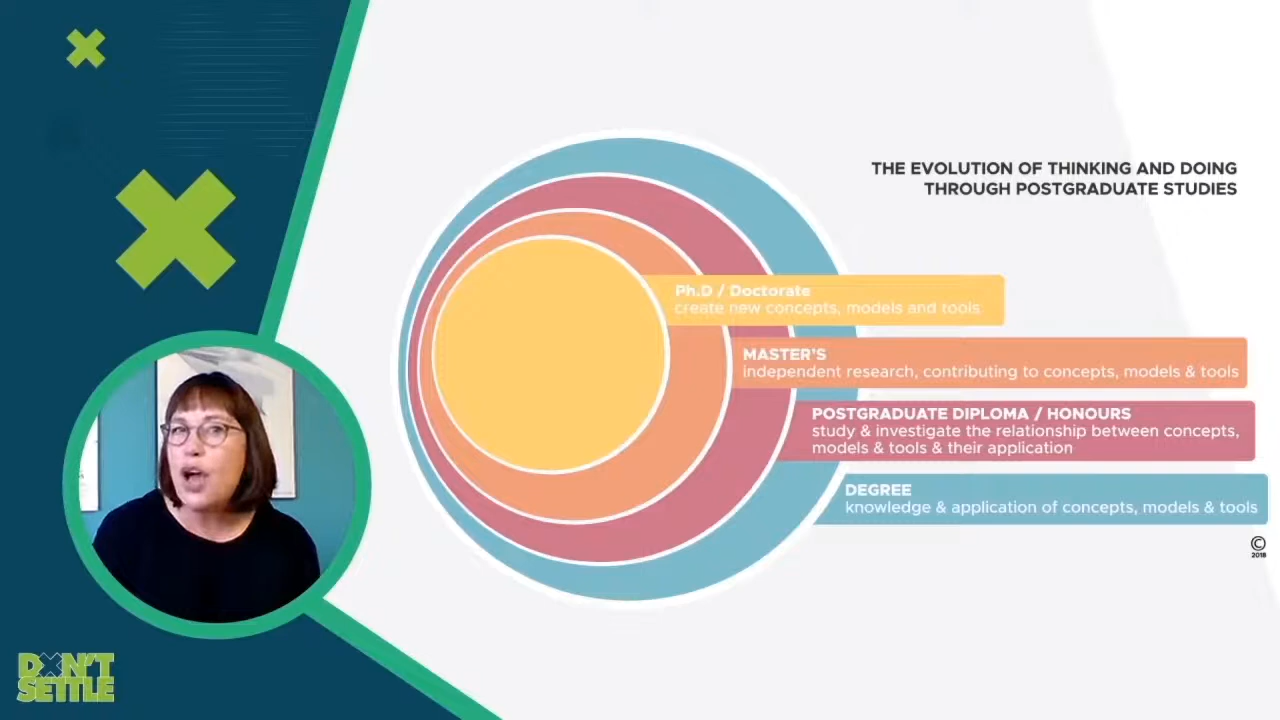 THE EVOLUTION OF THINKING AND DOING
THROUGH POSTGRADUATE STUDIES
Ph.D / Doctorate
create new concepts, models and tools
MASTER'S
independent research, contributing to concepts, models & tools
POSTGRADUATE DIPLOMA / HONOURS
study & investigate the relationship between concepts,
models & tools & their application
DEGREE
knowledge & application of concepts, models & tools
©
2018
DON'T
SETTLE